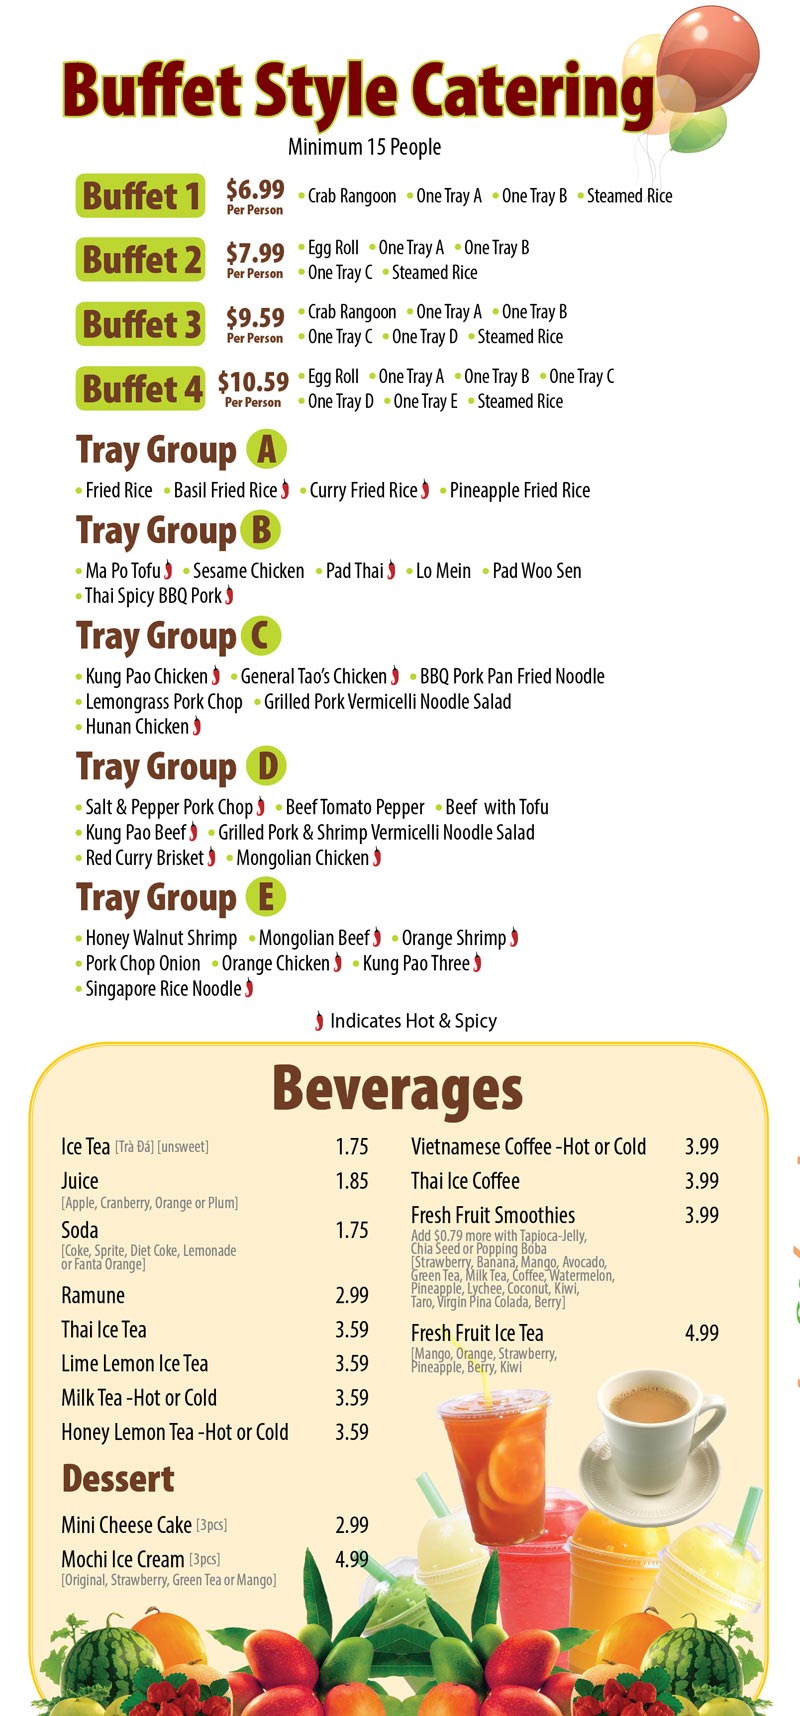 Buffet Style Catering
Minimum 15 People
Buffet 1 $6.99 Per Person • Crab Rangoon • One Tray A • One Tray B • Steamed Rice
Buffet 2 $7.99 Per Person • Egg Roll • One Tray A • One Tray B
• One Tray C • Steamed Rice
Buffet 3 $9.59 Per Person • Crab Rangoon • One Tray A • One Tray B
• One Tray C • One Tray D • Steamed Rice
Buffet 4 $10.59 Per Person • Egg Roll • One Tray A • One Tray B • One Tray C
• One Tray D • One Tray E • Steamed Rice
Tray Group A
• Fried Rice • Basil Fried Rice • Curry Fried Rice • Pineapple Fried Rice
Tray Group B
• Ma Po Tofu • Sesame Chicken • Pad Thai • Lo Mein • Pad Woo Sen
• Thai Spicy BBQ Pork
Tray Group C
• Kung Pao Chicken • General Tao's Chicken • BBQ Pork Pan Fried Noodle
• Lemongrass Pork Chop • Grilled Pork Vermicelli Noodle Salad
• Hunan Chicken
Tray Group D
• Salt & Pepper Pork Chop • Beef Tomato Pepper • Beef with Tofu
• Kung Pao Beef • Grilled Pork & Shrimp Vermicelli Noodle Salad
• Red Curry Brisket • Mongolian Chicken
Tray Group E
• Honey Walnut Shrimp • Mongolian Beef • Orange Shrimp
• Pork Chop Onion • Orange Chicken • Kung Pao Three
• Singapore Rice Noodle
Indicates Hot & Spicy
Beverages
Ice Tea [Trà Đá] [unsweet] 1.75
Juice 1.85
[Apple, Cranberry, Orange or Plum]
Soda 1.75
[Coke, Sprite, Diet Coke, Lemonade
or Fanta Orange]
Ramune 2.99
Thai Ice Tea 3.59
Lime Lemon Ice Tea 3.59
Milk Tea -Hot or Cold 3.59
Honey Lemon Tea -Hot or Cold 3.59
Dessert
Mini Cheese Cake [3pcs] 2.99
Mochi Ice Cream [3pcs] 4.99
[Original, Strawberry, Green Tea or Mango]
Vietnamese Coffee -Hot or Cold 3.99
Thai Ice Coffee 3.99
Fresh Fruit Smoothies 3.99
Add $0.79 more with Tapioca-Jelly,
Chia Seed or Popping Boba
[Strawberry, Banana, Mango, Avocado,
Green Tea, Milk Tea, Coffee, Watermelon,
Pineapple, Lychee, Coconut, Kiwi,
Taro, Virgin Pina Colada, Berry]
Fresh Fruit Ice Tea 4.99
[Mango, Orange, Strawberry,
Pineapple, Berry, Kiwi